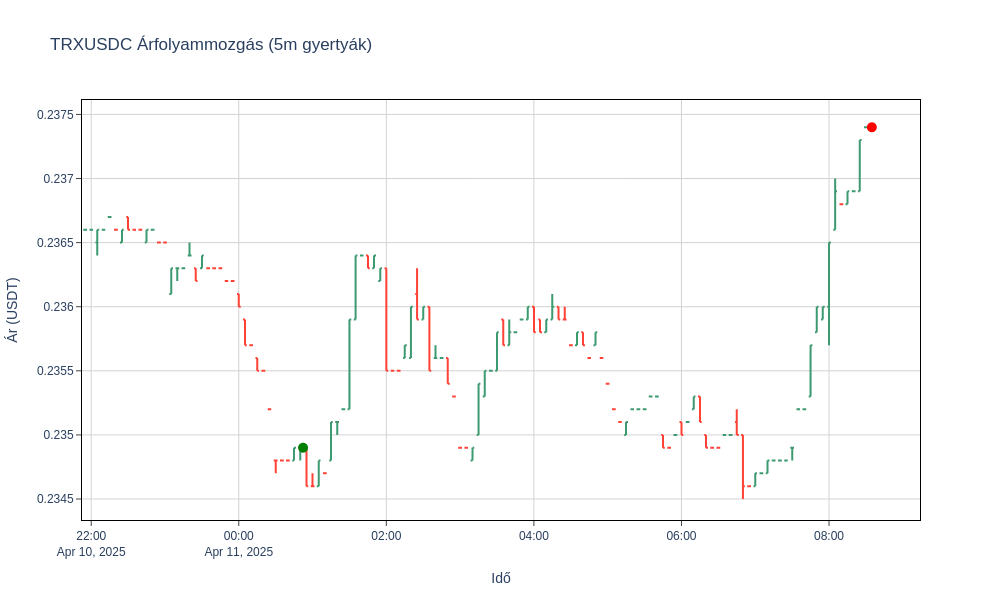 TRXUSDC Árfolyammozgás (5m gyertyák)
Ár (USDT)
0.2375
0.237
0.2365
0.236
0.2355
0.235
0.2345
22:00 00:00 02:00 04:00 06:00 08:00
Apr 10, 2025 Apr 11, 2025
Idő